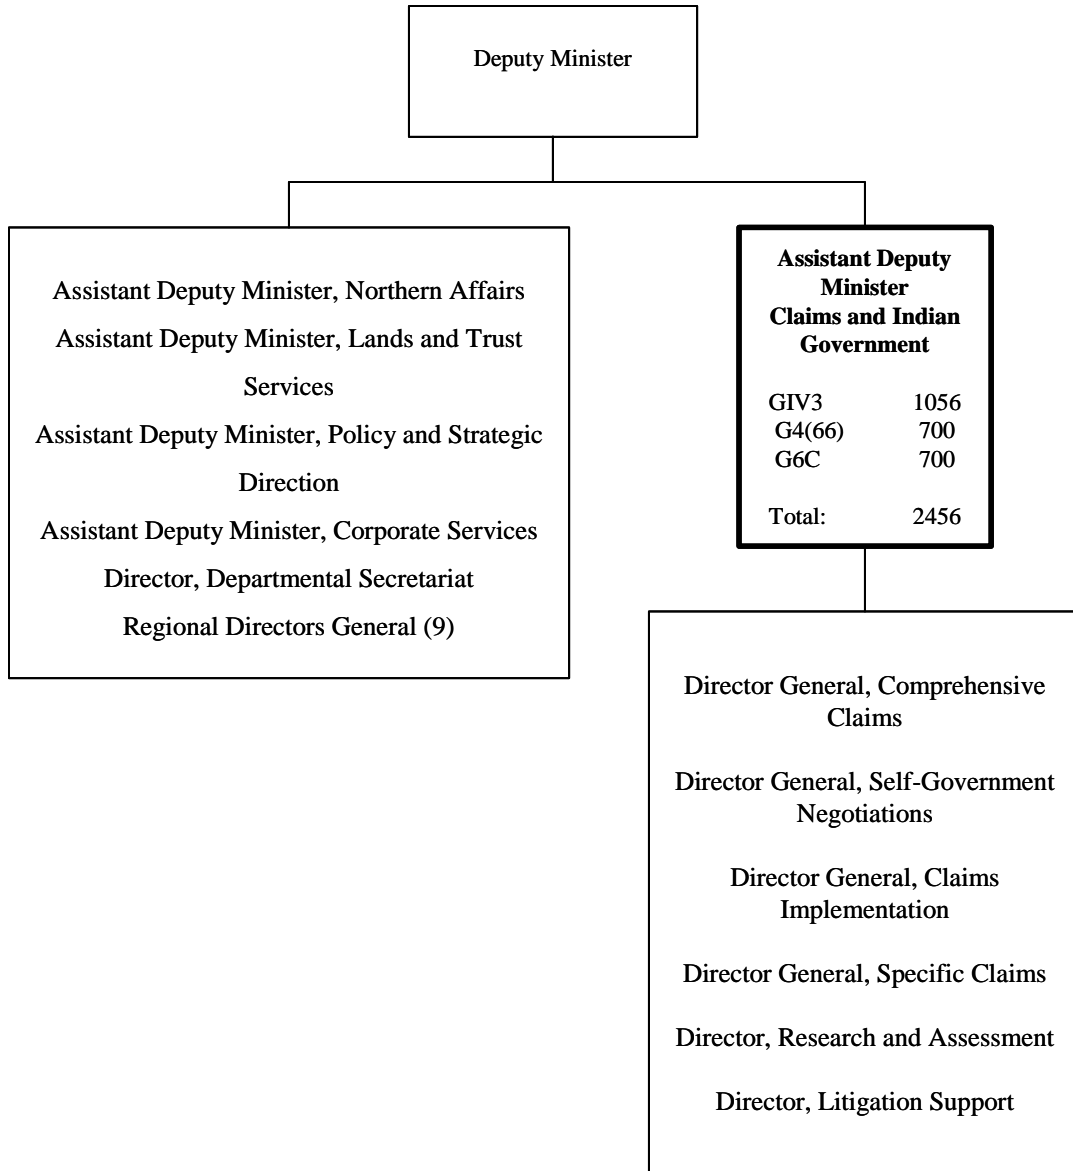 Deputy Minister
Assistant Deputy Minister, Northern Affairs
Assistant Deputy Minister, Lands and Trust
Services
Assistant Deputy Minister, Policy and Strategic
Direction
Assistant Deputy Minister, Corporate Services
Director, Departmental Secretariat
Regional Directors General (9)
Assistant Deputy
Minister
Claims and Indian
Government
GIV3 1056
G4(66) 700
G6C 700
Total: 2456
Director General, Comprehensive
Claims
Director General, Self-Government
Negotiations
Director General, Claims
Implementation
Director General, Specific Claims
Director, Research and Assessment
Director, Litigation Support